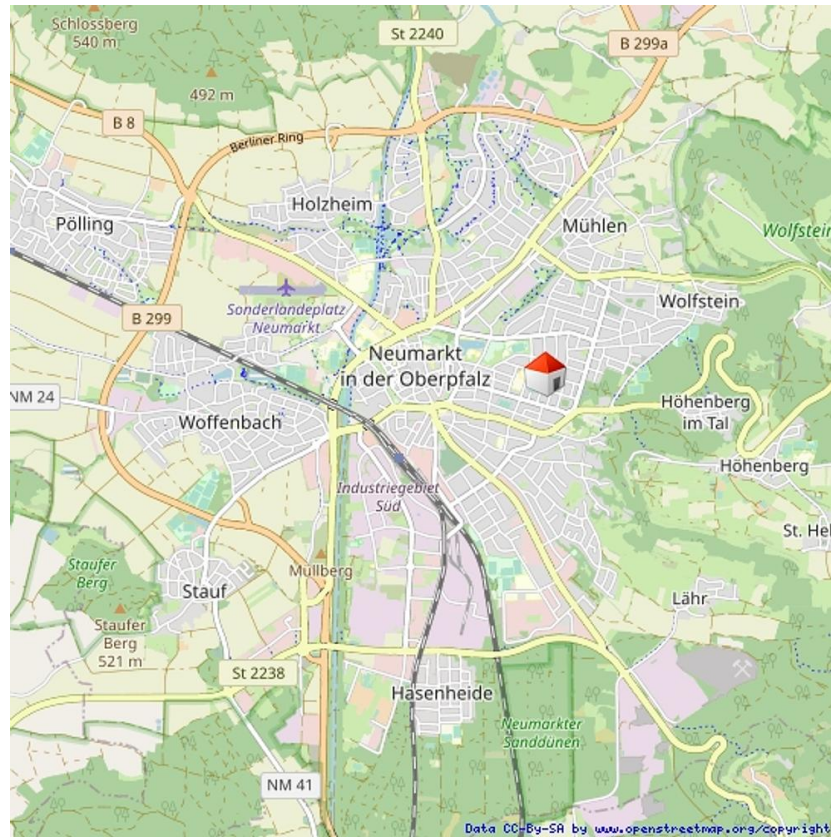 Schlossberg
540 m
St 2240
B 299a
492 m
B 8
Berliner Ring
Holzheim
Pölling
Mühlen
Wolfstein
Sonderlandeplatz
Neumarkt
Wolfstein
B 299
Neumarkt
in der Oberpfalz
NM 24
Woffenbach
Höhenberg
im Tal
Höhenberg
Industriegebiet
Süd
St. Hel
Staufer
Berg
Müllberg
Stauf
Lähr
Staufer
Berg
521 m
St 2238
Hasenheide
Neumarkter
Sanddünen
NM 41
Data CC-By-SA by www.openstreetmap.org/copyright